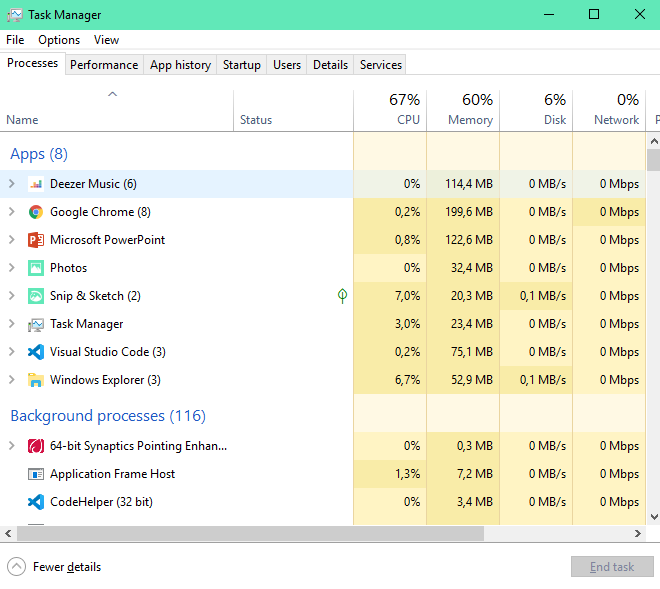 Task Manager
File Options View
Processes Performance App history Startup Users Details Services
67% 60% 6% 0%
Name Status CPU Memory Disk Network P
Apps (8)
Deezer Music (6) 0% 114,4 MB 0 MB/s 0 Mbps
Google Chrome (8) 0,2% 199,6 MB 0 MB/s 0 Mbps
Microsoft PowerPoint 0,8% 122,6 MB 0 MB/s 0 Mbps
Photos 0% 32,4 MB 0 MB/s 0 Mbps
Snip & Sketch (2) 7,0% 20,3 MB 0,1 MB/s 0 Mbps
Task Manager 3,0% 23,4 MB 0 MB/s 0 Mbps
Visual Studio Code (3) 0,2% 75,1 MB 0 MB/s 0 Mbps
Windows Explorer (3) 6,7% 52,9 MB 0,1 MB/s 0 Mbps
Background processes (116)
64-bit Synaptics Pointing Enhan... 0% 0,3 MB 0 MB/s 0 Mbps
Application Frame Host 1,3% 7,2 MB 0 MB/s 0 Mbps
CodeHelper (32 bit) 0% 3,4 MB 0 MB/s 0 Mbps
Fewer details End task